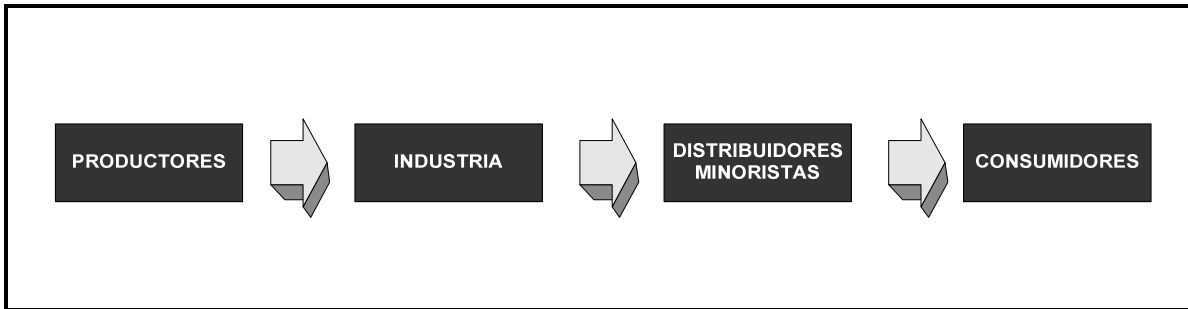 PRODUCTORES
INDUSTRIA
DISTRIBUIDORES
MINORISTAS
CONSUMIDORES